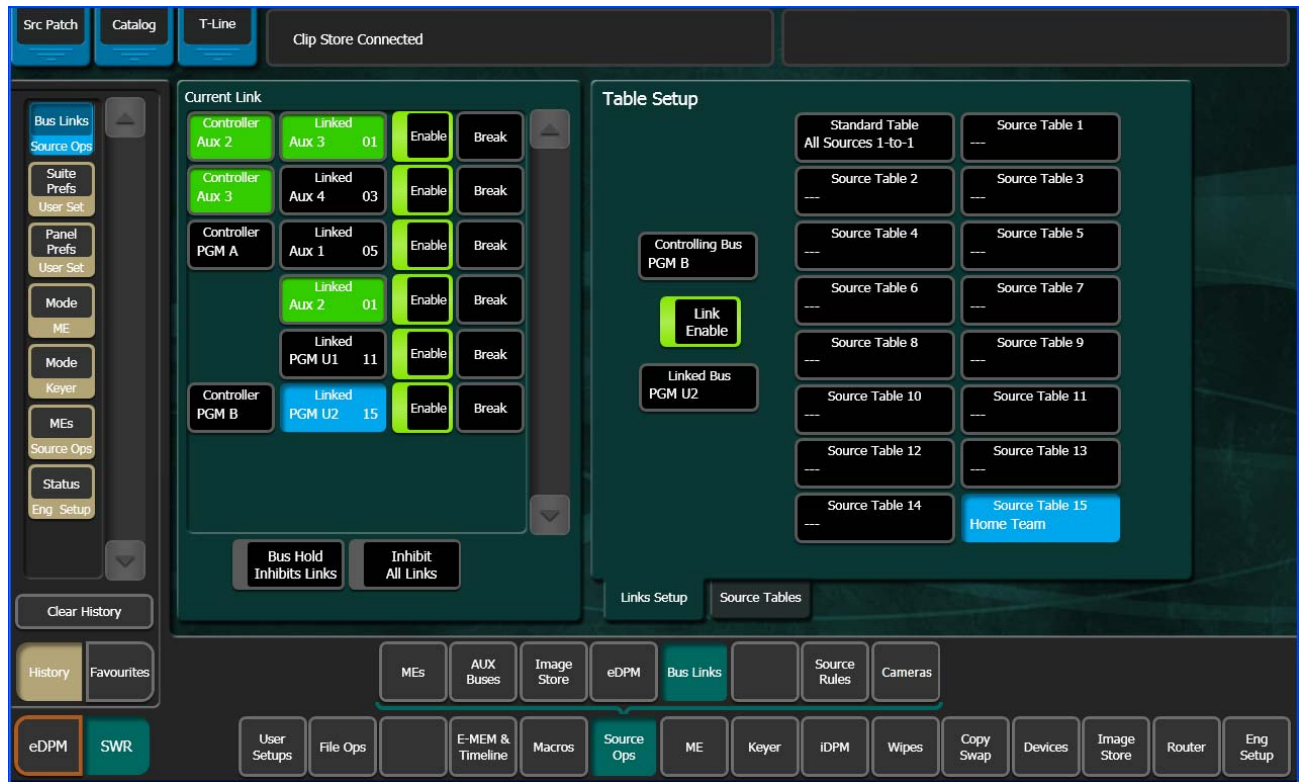 Src Patch
Catalog
T-Line
Clip Store Connected
Bus Links
Source Ops
Suite
Prefs
User Set
Panel
Prefs
User Set
Mode
ME
Mode
Keyer
MEs
Source Ops
Status
Eng Setup
Clear History
History
Favourites
eDPM
SWR
Current Link
Controller
Aux 2
Linked
Aux 3 01
Enable
Break
Controller
Aux 3
Linked
Aux 4 03
Enable
Break
Controller
PGM A
Linked
Aux 1 05
Enable
Break
Linked
Aux 2 01
Enable
Break
Linked
PGM U1 11
Enable
Break
Controller
PGM B
Linked
PGM U2 15
Enable
Break
Bus Hold
Inhibits Links
Inhibit
All Links
Table Setup
Controlling Bus
PGM B
Link
Enable
Linked Bus
PGM U2
Standard Table
All Sources 1-to-1
Source Table 1
---
Source Table 2
---
Source Table 3
---
Source Table 4
---
Source Table 5
---
Source Table 6
---
Source Table 7
---
Source Table 8
---
Source Table 9
---
Source Table 10
---
Source Table 11
---
Source Table 12
---
Source Table 13
---
Source Table 14
---
Source Table 15
Home Team
Links Setup
Source Tables
MEs
AUX
Buses
Image
Store
eDPM
Bus Links
Source
Rules
Cameras
User
Setups
File Ops
E-MEM &
Timeline
Macros
Source
Ops
ME
Keyer
iDPM
Wipes
Copy
Swap
Devices
Image
Store
Router
Eng
Setup